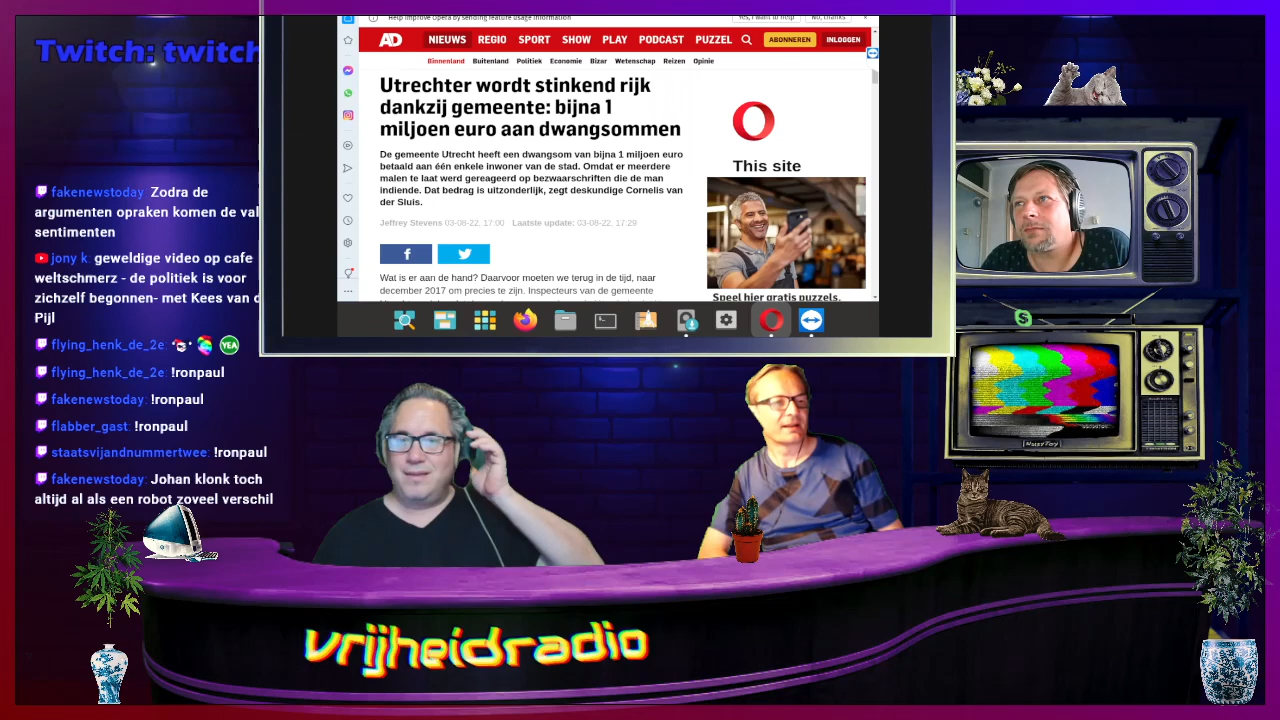 Help improve Opera by sending feature usage information
Yes, I want to help
No, thanks
AD
NIEUWS REGIO SPORT SHOW PLAY PODCAST PUZZEL
ABONNEREN
INLOGGEN
Binnenland Buitenland Politiek Economie Bizar Wetenschap Reizen Opinie
Utrechter wordt stinkend rijk
dankzij gemeente: bijna 1
miljoen euro aan dwangsommen
De gemeente Utrecht heeft een dwangsom van bijna 1 miljoen euro
betaald aan één enkele inwoner van de stad. Omdat er meerdere
malen te laat werd gereageerd op bezwaarschriften die de man
indiende. Dat bedrag is uitzonderlijk, zegt deskundige Cornelis van
der Sluis.
Jeffrey Stevens 03-08-22, 17:00 Laatste update: 03-08-22, 17:29
Wat is er aan de hand? Daarvoor moeten we terug in de tijd, naar
december 2017 om precies te zijn. Inspecteurs van de gemeente
This site
Speel hier gratis puzzels.
fakenewstoday: Zodra de
argumenten opraken komen de val
sentimenten
johny k: geweldige video op cafe
weltschmerz - de politiek is voor
Pijl
flying_henk_de_2e:
YEA
flying_henk_de_2e: !ronpaul
fakenewstoday: !ronpaul
flabber_gast: !ronpaul
staatsvijandnummertwee: !ronpaul
fakenewstoday: Johan klonk toch
altijd al als een robot zoveel verschil
vrijheidradio